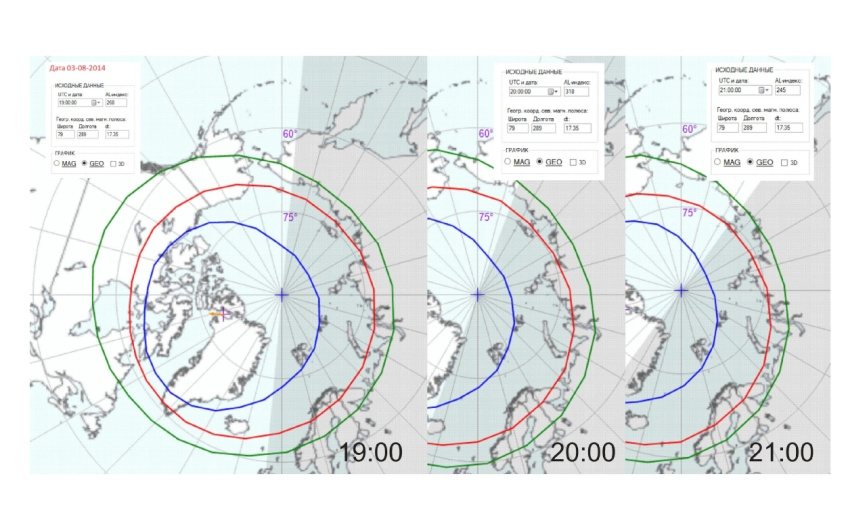 Дата 03-08-2014
ИСХОДНЫЕ ДАННЫЕ
UTC и дата: AL-индекс:
19:00:00 268
Геогр. коорд. сев. магн. полюса:
Широта Долгота dt:
79 289 17.35
ГРАФИК
MAG GEO 3D
60°
75°
19:00
ИСХОДНЫЕ ДАННЫЕ
UTC и дата: AL-индекс:
20:00:00 318
Геогр. коорд. сев. магн. полюса:
Широта Долгота dt:
79 289 17.35
ГРАФИК
MAG GEO 3D
60°
75°
20:00
ИСХОДНЫЕ ДАННЫЕ
UTC и дата: AL-индекс:
21:00:00 245
Геогр. коорд. сев. магн. полюса:
Широта Долгота dt:
79 289 17.35
ГРАФИК
MAG GEO 3D
60°
75°
21:00